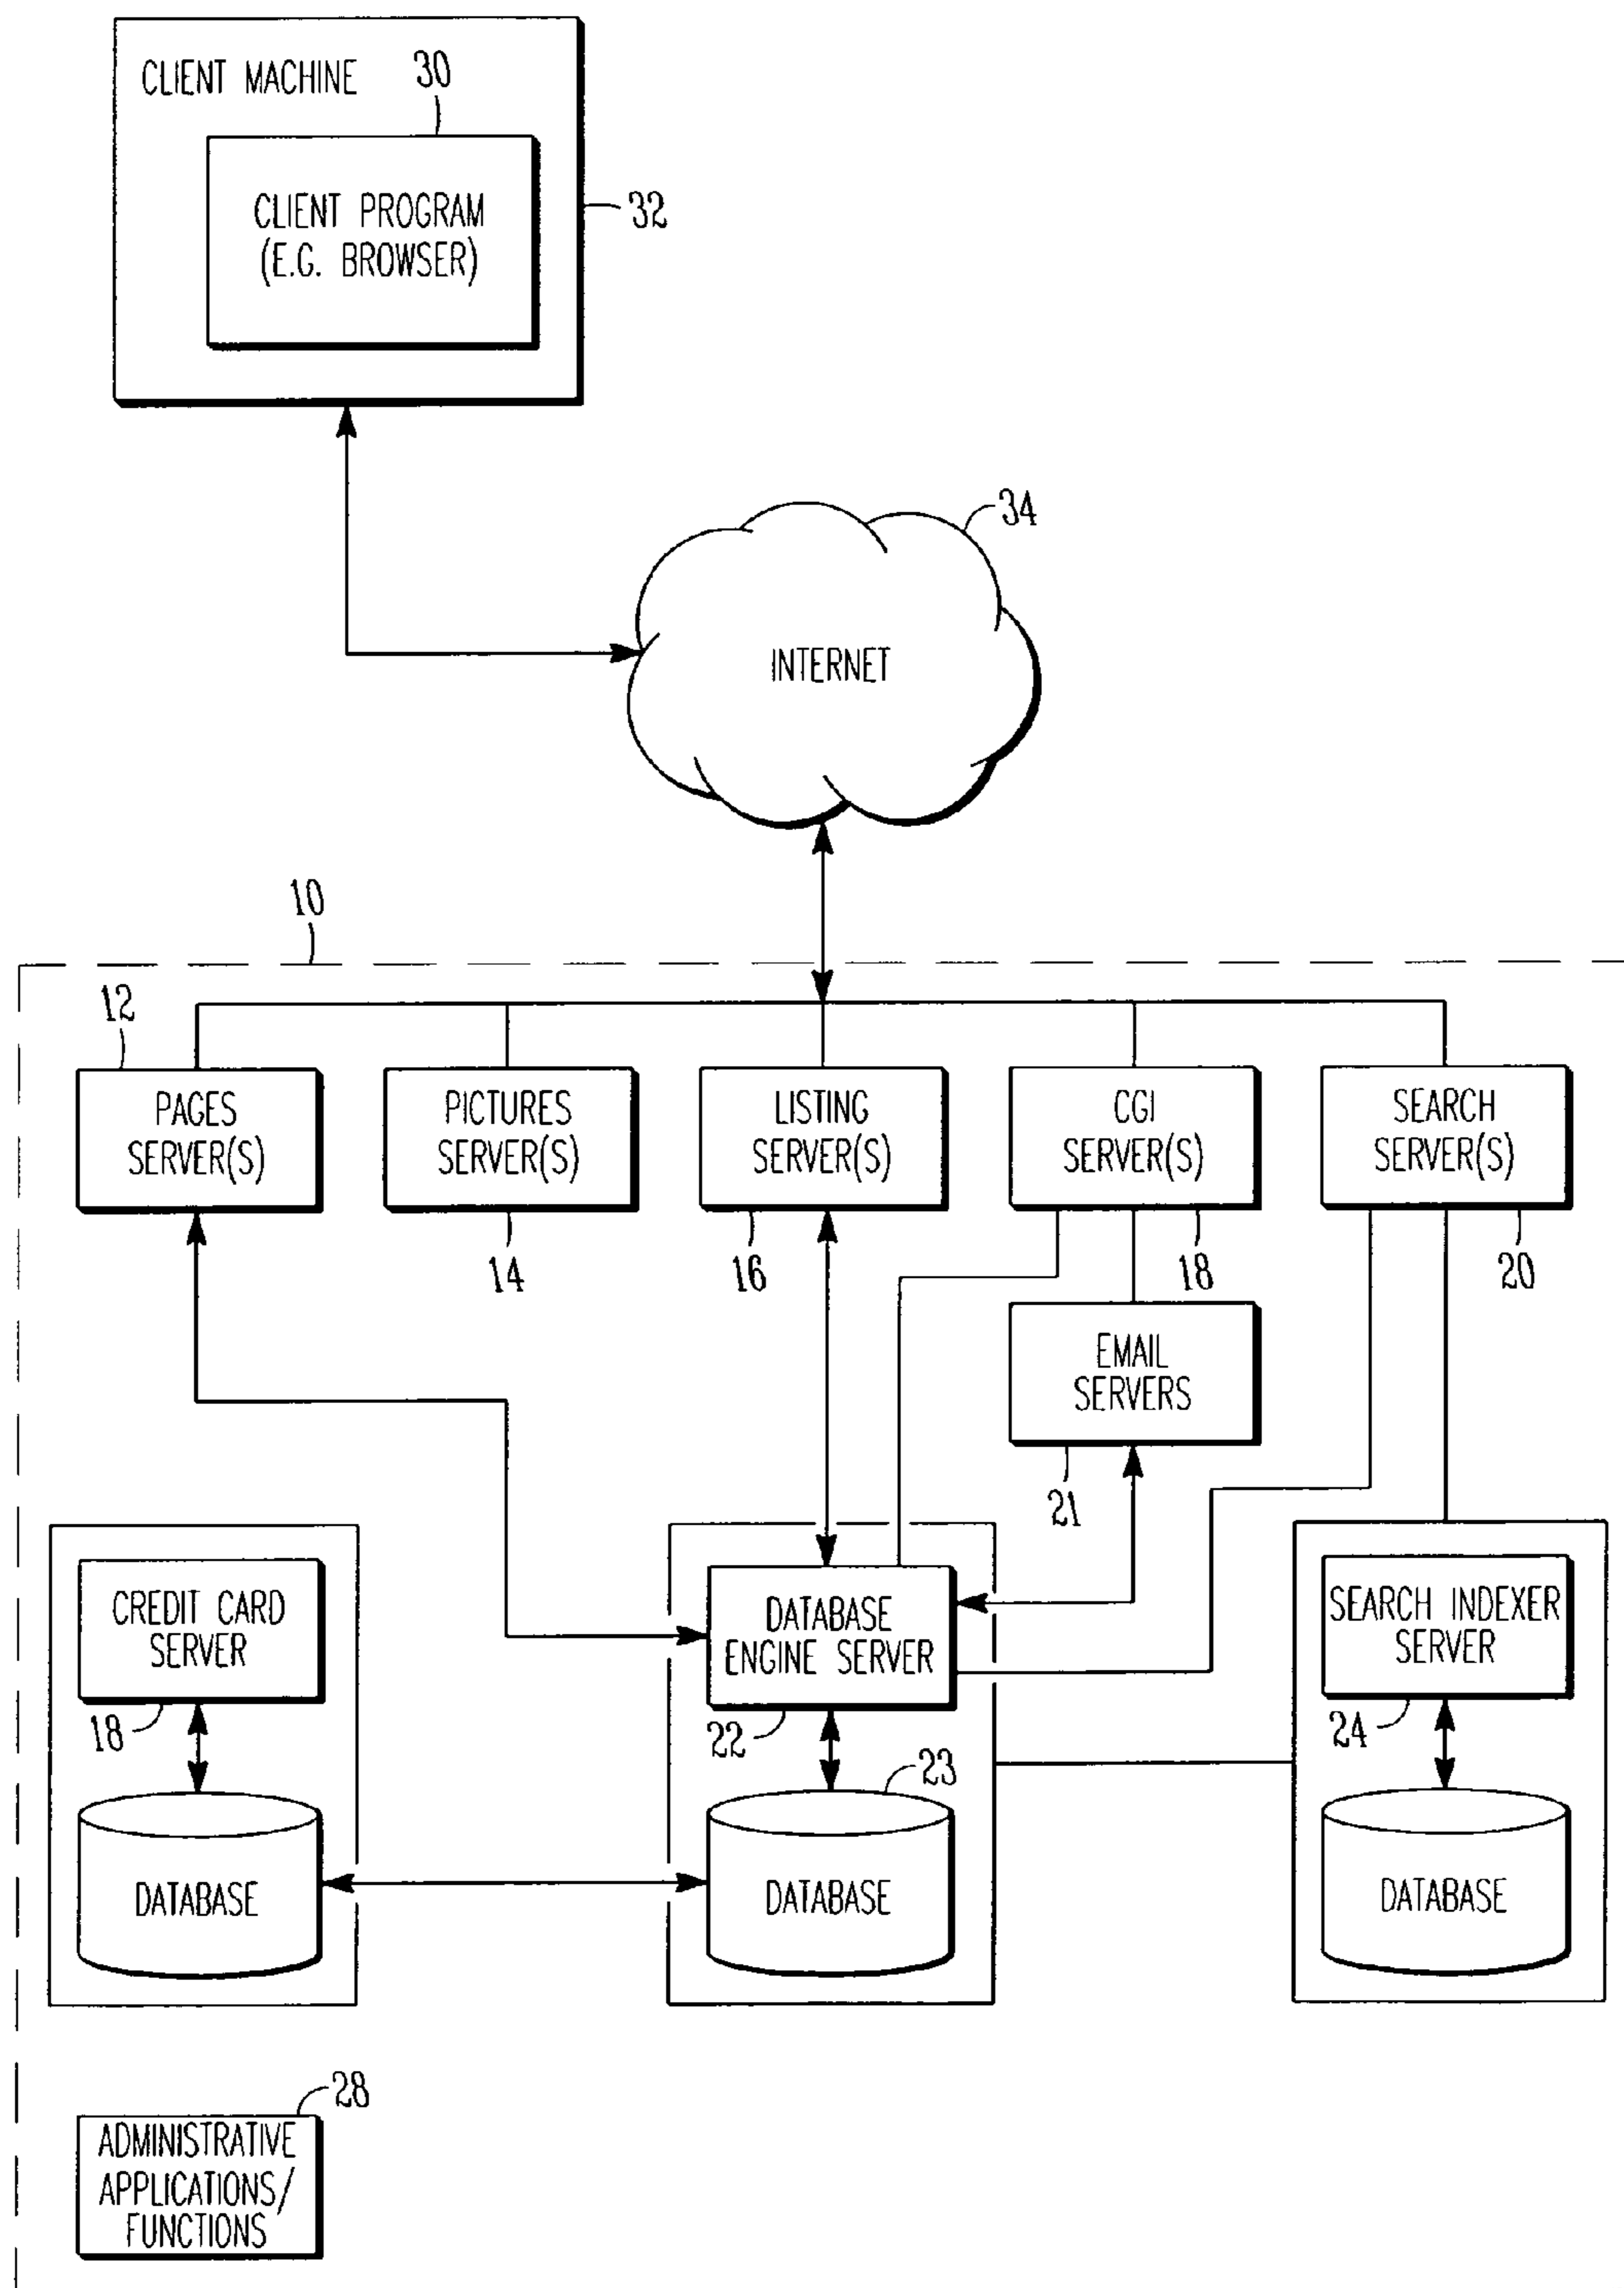 CLIENT MACHINE
30
CLIENT PROGRAM
(E.G. BROWSER)
32
34
INTERNET
10
12
PAGES
SERVER(S)
PICTURES
SERVER(S)
14
LISTING
SERVER(S)
16
CGI
SERVER(S)
18
SEARCH
SERVER(S)
20
EMAIL
SERVERS
21
CREDIT CARD
SERVER
18
DATABASE
DATABASE
ENGINE SERVER
22
23
DATABASE
SEARCH INDEXER
SERVER
24
DATABASE
28
ADMINISTRATIVE
APPLICATIONS/
FUNCTIONS